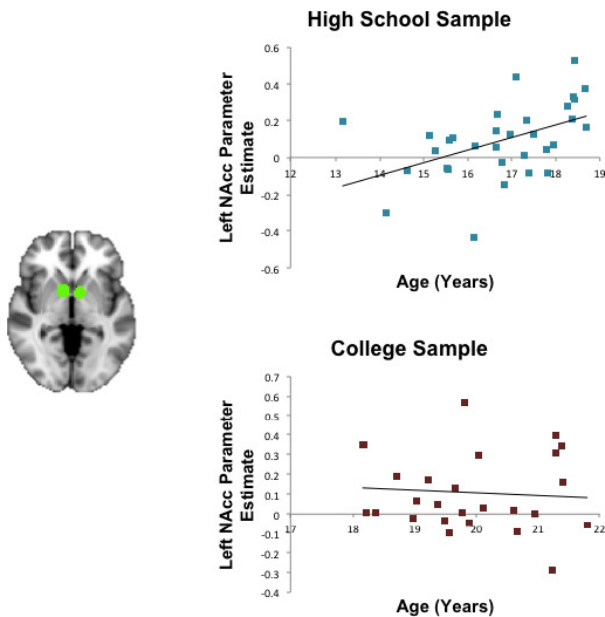 High School Sample
0.6
0.4
0.2
0
-0.2
-0.4
-0.6
12 13 14 15 16 17 18 19
Left NAcc Parameter
Estimate
Age (Years)
College Sample
0.7
0.6
0.5
0.4
0.3
0.2
0.1
0
-0.1
-0.2
-0.3
-0.4
17 18 19 20 21 22
Left NAcc Parameter
Estimate
Age (Years)